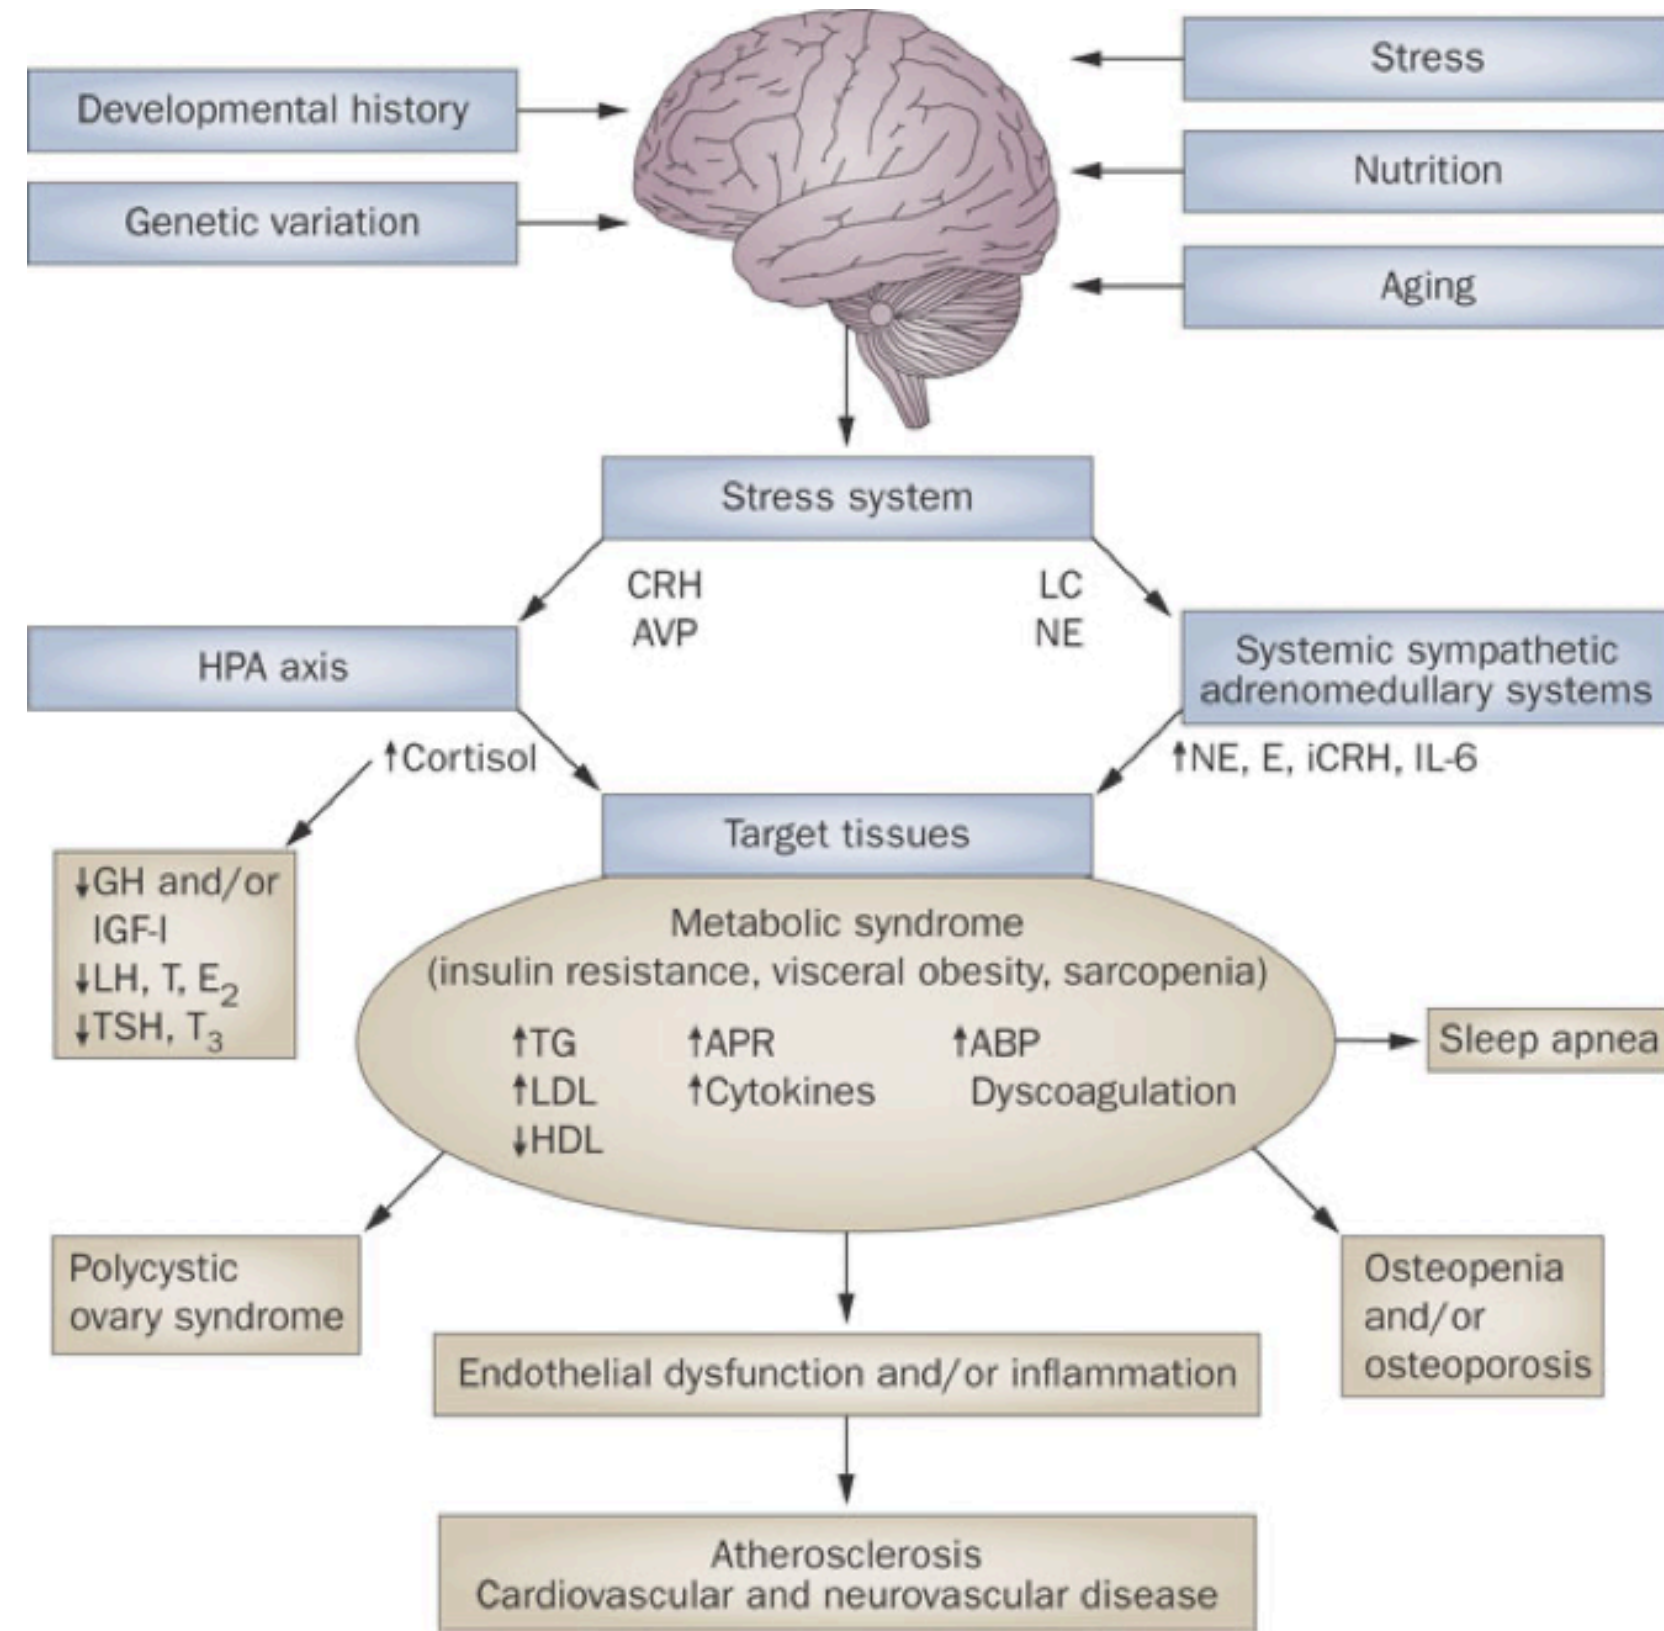 Developmental history
Genetic variation
Stress
Nutrition
Aging
Stress system
CRH
AVP
LC
NE
HPA axis
Systemic sympathetic
adrenomedullary systems
↑Cortisol
↑NE, E, iCRH, IL-6
Target tissues
↓GH and/or
IGF-I
↓LH, T, E₂
↓TSH, T₃
Metabolic syndrome
(insulin resistance, visceral obesity, sarcopenia)
↑TG
↑LDL
↓HDL
↑APR
↑Cytokines
↑ABP
Dyscoagulation
Sleep apnea
Polycystic
ovary syndrome
Osteopenia
and/or
osteoporosis
Endothelial dysfunction and/or inflammation
Atherosclerosis
Cardiovascular and neurovascular disease